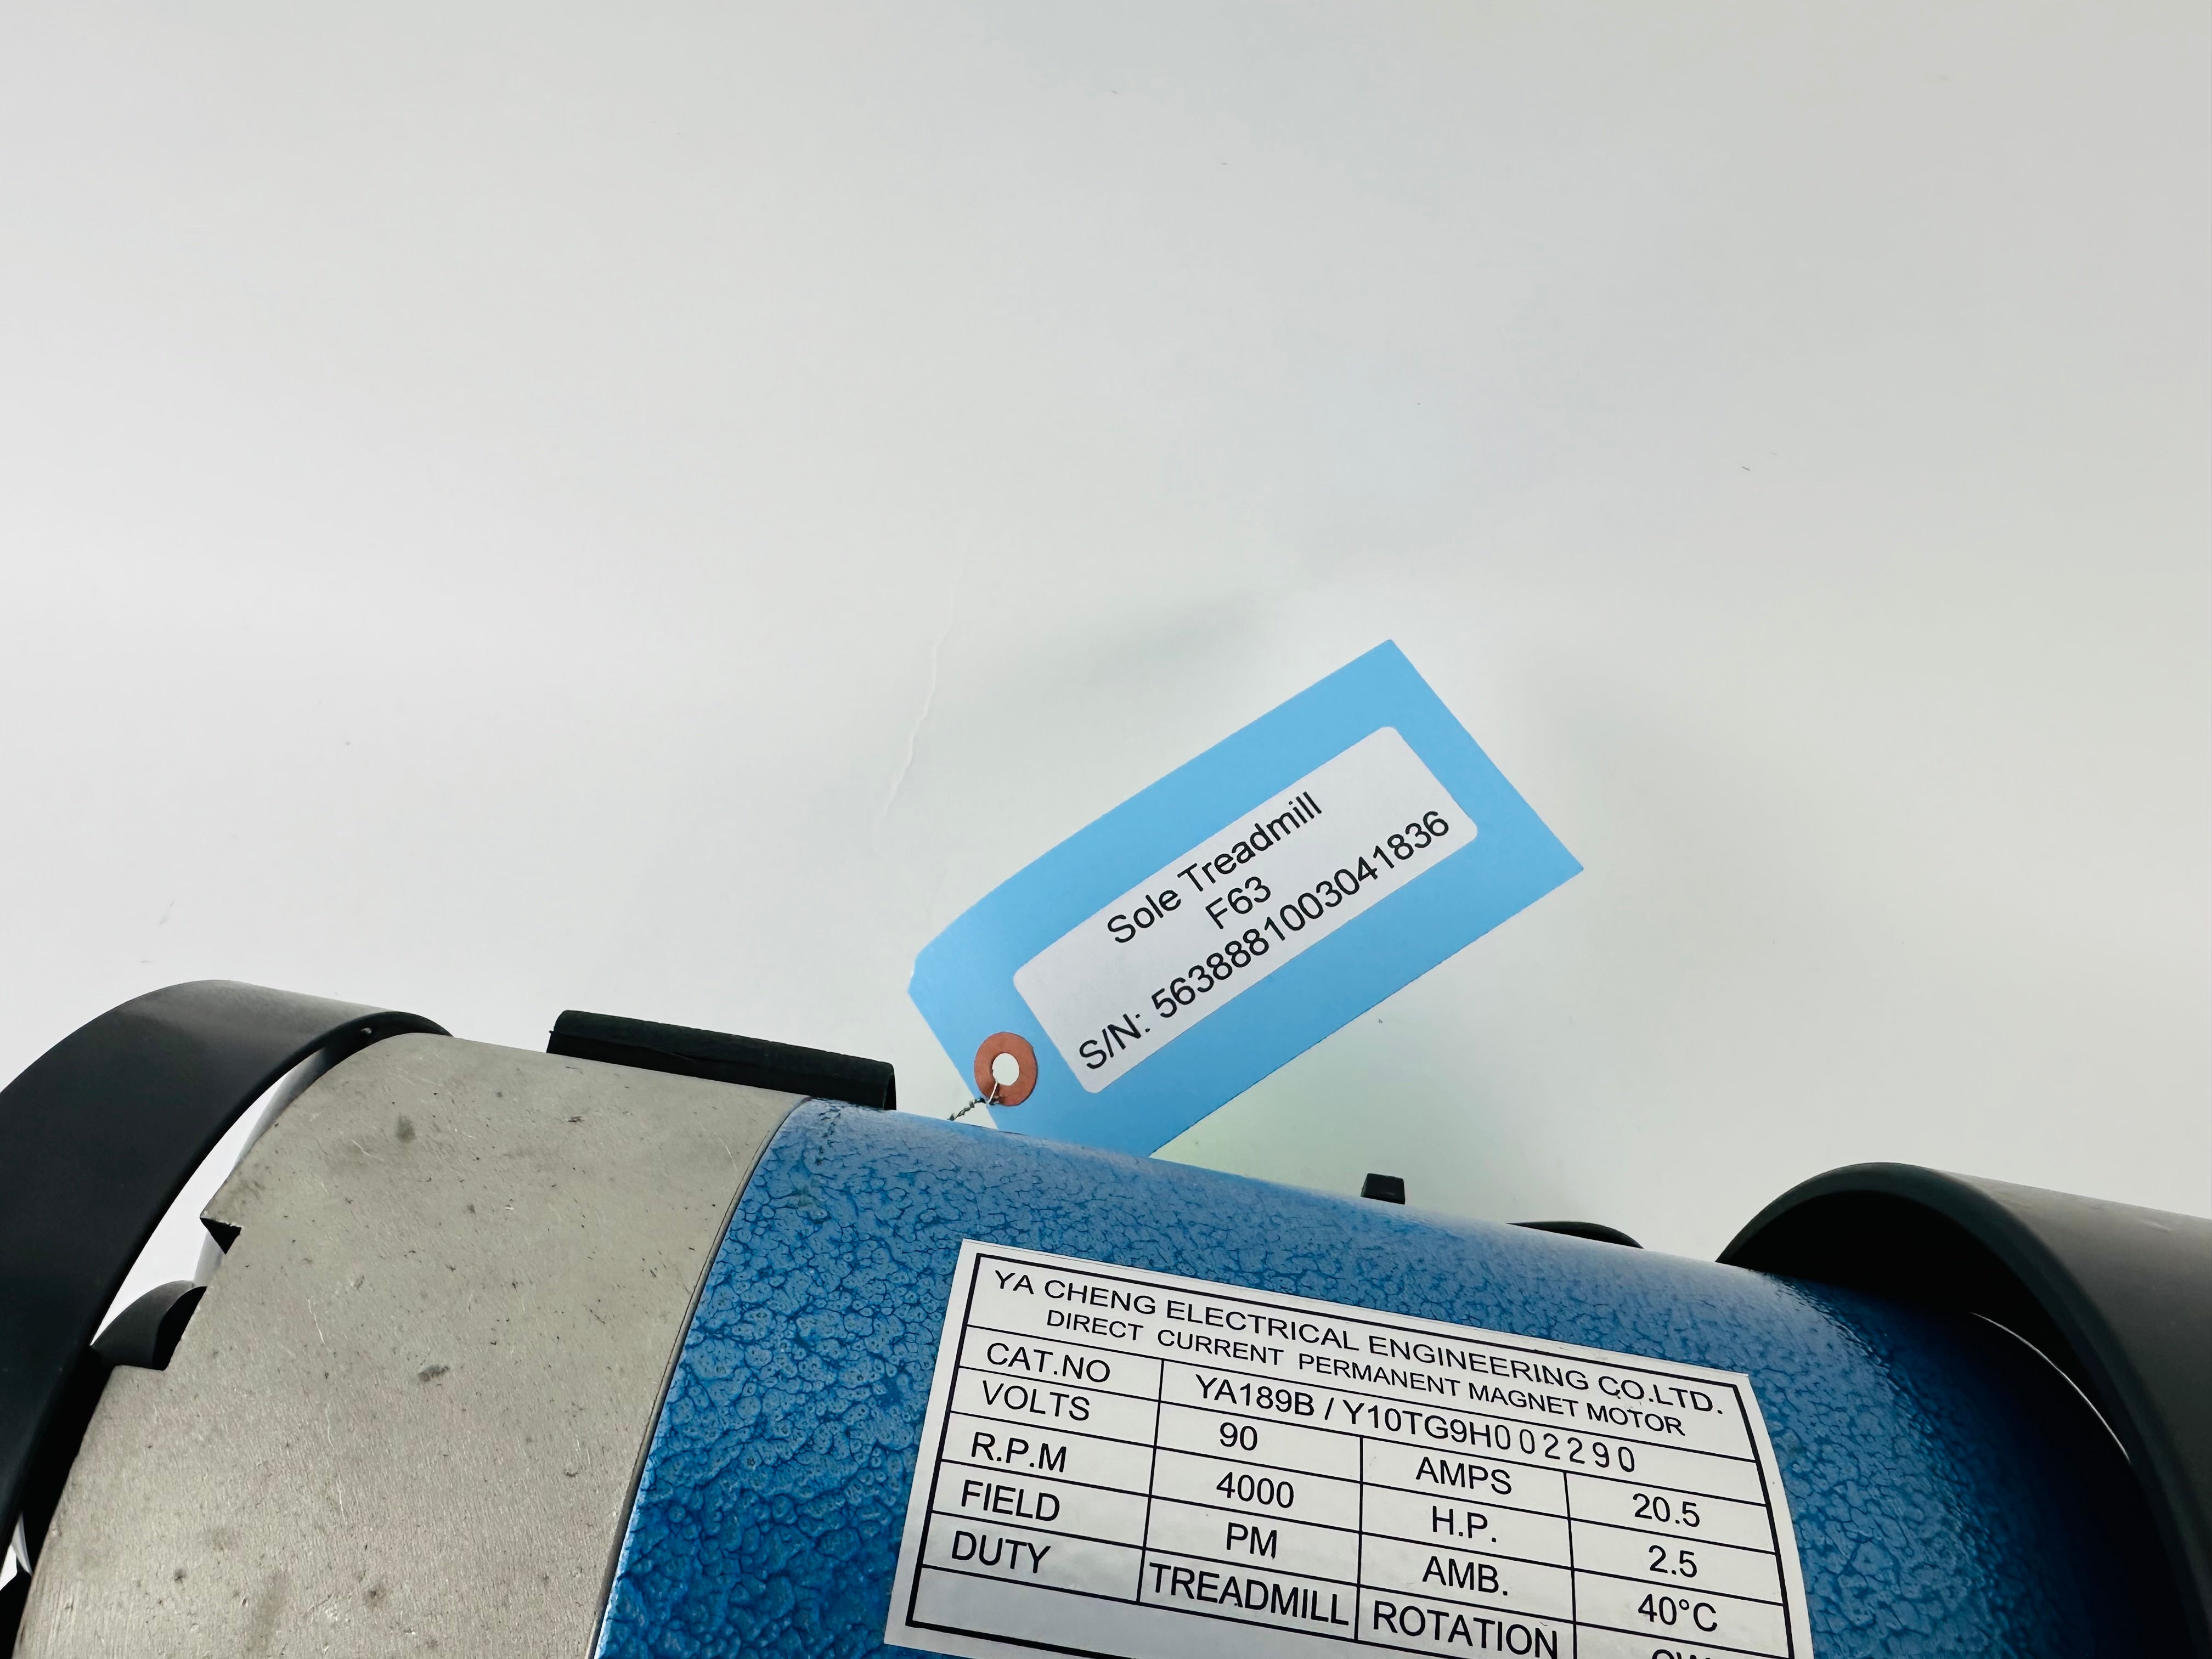 Sole Treadmill
F63
S/N: 5638881003041836
YA CHENG ELECTRICAL ENGINEERING CO.LTD.
DIRECT CURRENT PERMANENT MAGNET MOTOR
CAT.NO YA189B / Y10TG9H002290
VOLTS 90 AMPS 20.5
R.P.M 4000 H.P. 2.5
FIELD PM AMB. 40°C
DUTY TREADMILL ROTATION